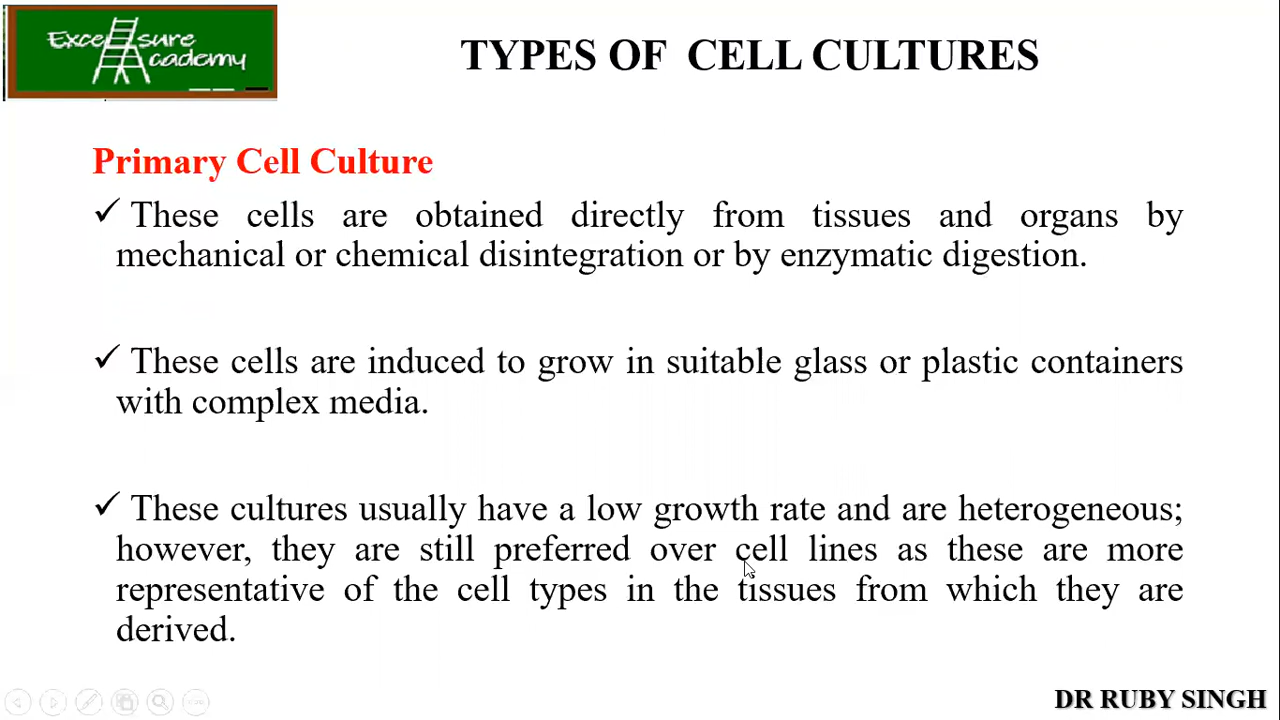 Exce sure
cademy
TYPES OF CELL CULTURES
Primary Cell Culture
✓ These cells are obtained directly from tissues and organs by
mechanical or chemical disintegration or by enzymatic digestion.
✓ These cells are induced to grow in suitable glass or plastic containers
with complex media.
✓ These cultures usually have a low growth rate and are heterogeneous;
however, they are still preferred over cell lines as these are more
representative of the cell types in the tissues from which they are
derived.
DR RUBY SINGH